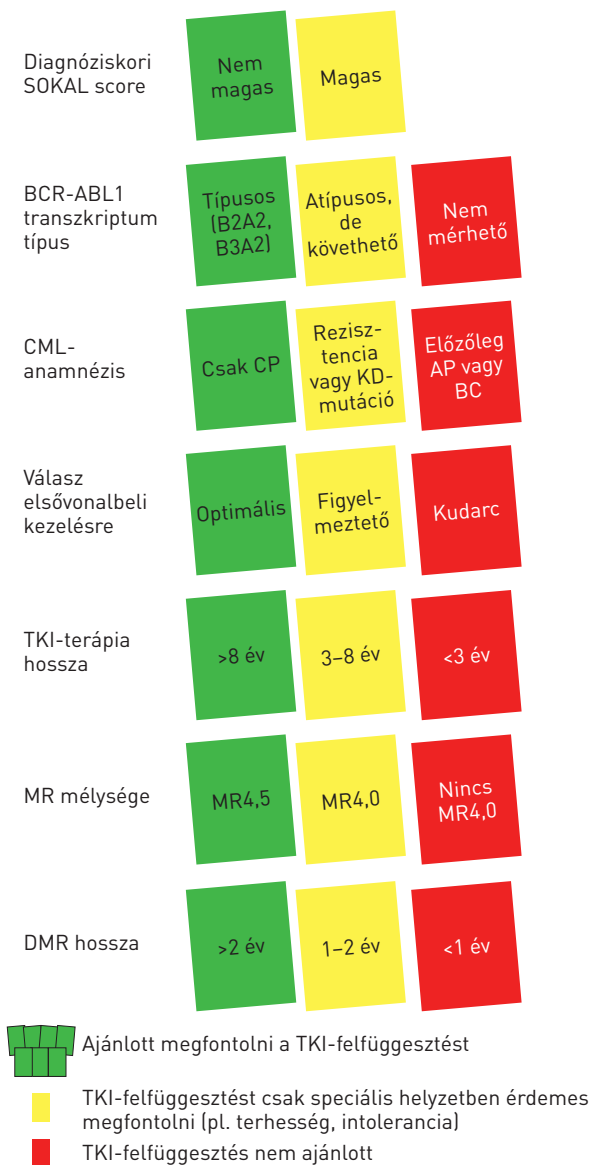 Diagnóziskori
SOKAL score
Nem
magas
Magas
BCR-ABL1
transzkriptum
típus
Típusos
(B2A2,
B3A2)
Atípusos,
de
követhető
Nem
mérhető
CML-
anamnézis
Csak CP
Rezisz-
tencia
vagy KD-
mutáció
Előzőleg
AP vagy
BC
Válasz
elsővonalbeli
kezelésre
Optimális
Figyel-
meztető
Kudarc
TKI-terápia
hossza
>8 év
3–8 év
<3 év
MR mélysége
MR4,5
MR4,0
Nincs
MR4,0
DMR hossza
>2 év
1–2 év
<1 év
Ajánlott megfontolni a TKI-felfüggesztést
TKI-felfüggesztést csak speciális helyzetben érdemes
megfontolni (pl. terhesség, intolerancia)
TKI-felfüggesztés nem ajánlott